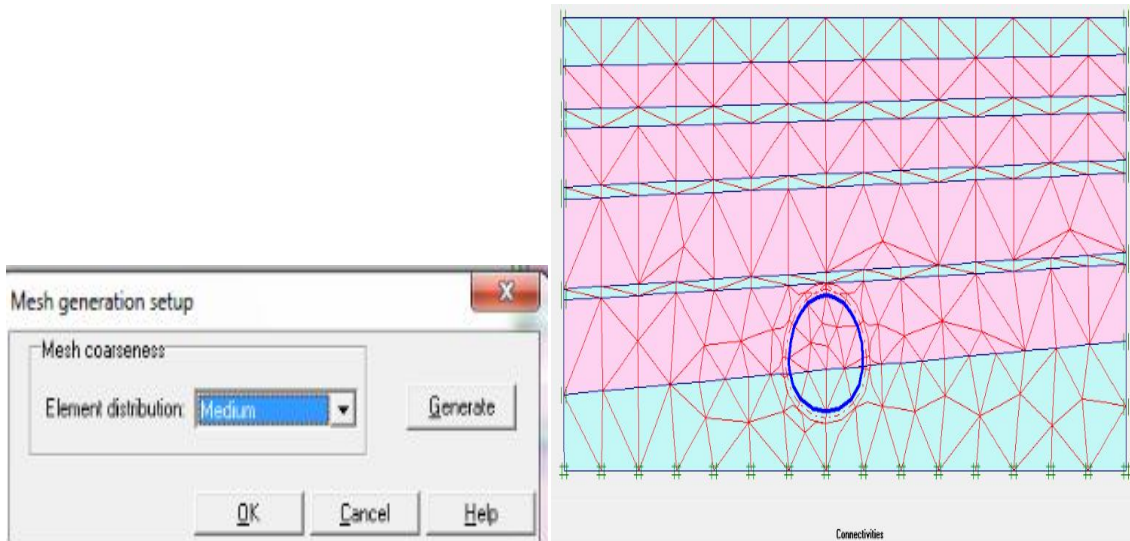 Mesh generation setup
Mesh coarseness
Element distribution: Medium
Generate
OK Cancel Help
Connectivities